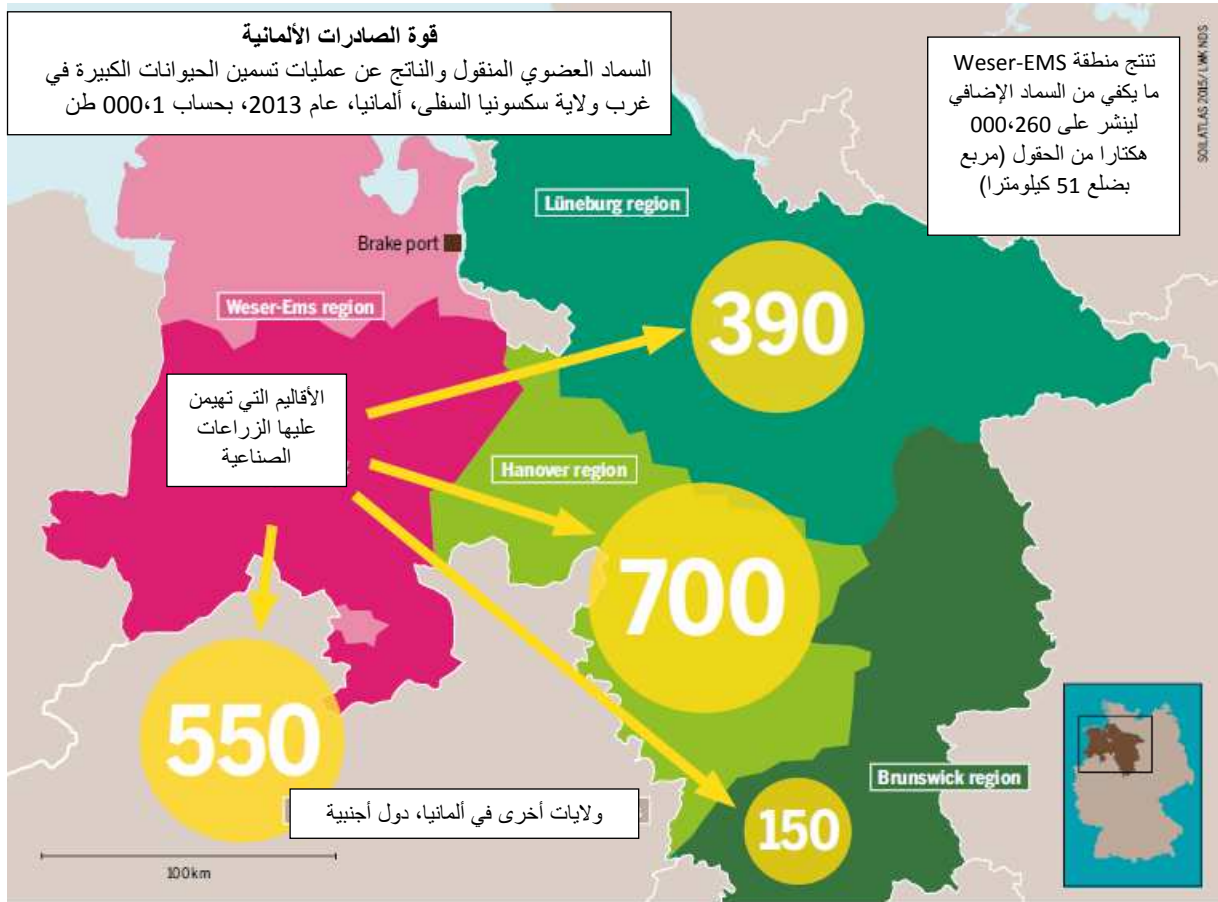 قوة الصادرات الألمانية
السماد العضوي المنقول والناتج عن عمليات تسمين الحيوانات الكبيرة في
غرب ولاية سكسونيا السفلى، ألمانيا، عام 2013، بحساب 1،000 طن
تنتج منطقة Weser-EMS
ما يكفي من السماد الإضافي
لينشر على 260،000
هكتارا من الحقول (مربع
بضلع 51 كيلومترا)
SOILATLAS 2015/ LWK NDS
Lüneburg region
Brake port
Weser-Ems region
390
الأقاليم التي تهيمن
عليها الزراعات
الصناعية
Hanover region
700
550
Brunswick region
ولايات أخرى في ألمانيا، دول أجنبية
150
100 km